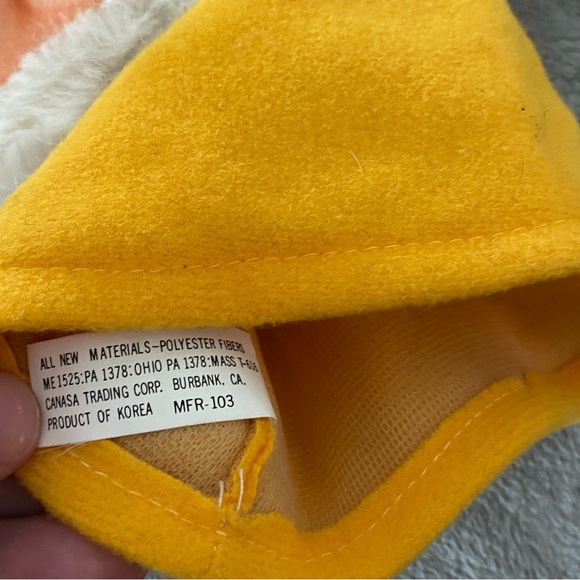 ALL NEW MATERIALS-POLYESTER FIBERS
ME1525:PA 1378:OHIO PA 1378:MASS T-606
CANASA TRADING CORP. BURBANK, CA.
PRODUCT OF KOREA MFR-103